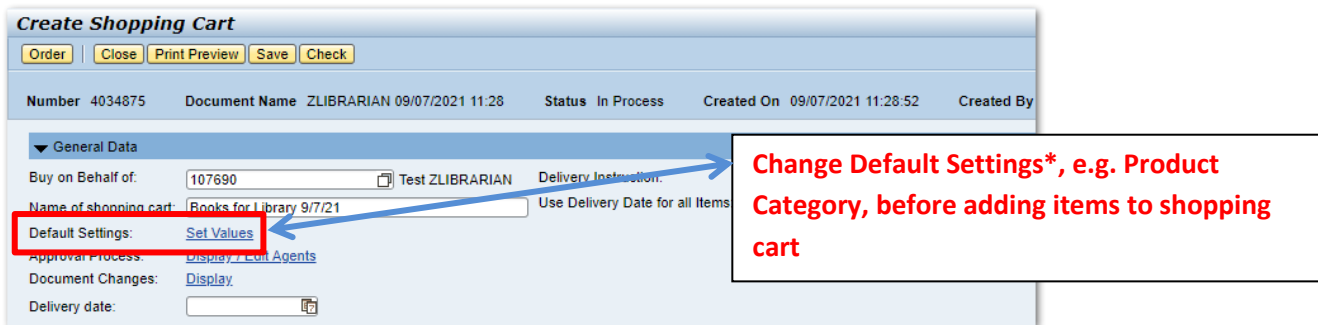 Create Shopping Cart
Order Close Print Preview Save Check
Number 4034875 Document Name ZLIBRARIAN 09/07/2021 11:28 Status In Process Created On 09/07/2021 11:28:52 Created By
General Data
Buy on Behalf of: 107690 Test ZLIBRARIAN Delivery Instruction:
Name of shopping cart: Books for Library 9/7/21 Use Delivery Date for all Items
Default Settings: Set Values
Approval Process: Display / Edit Agents
Document Changes: Display
Delivery date:
Change Default Settings*, e.g. Product
Category, before adding items to shopping
cart